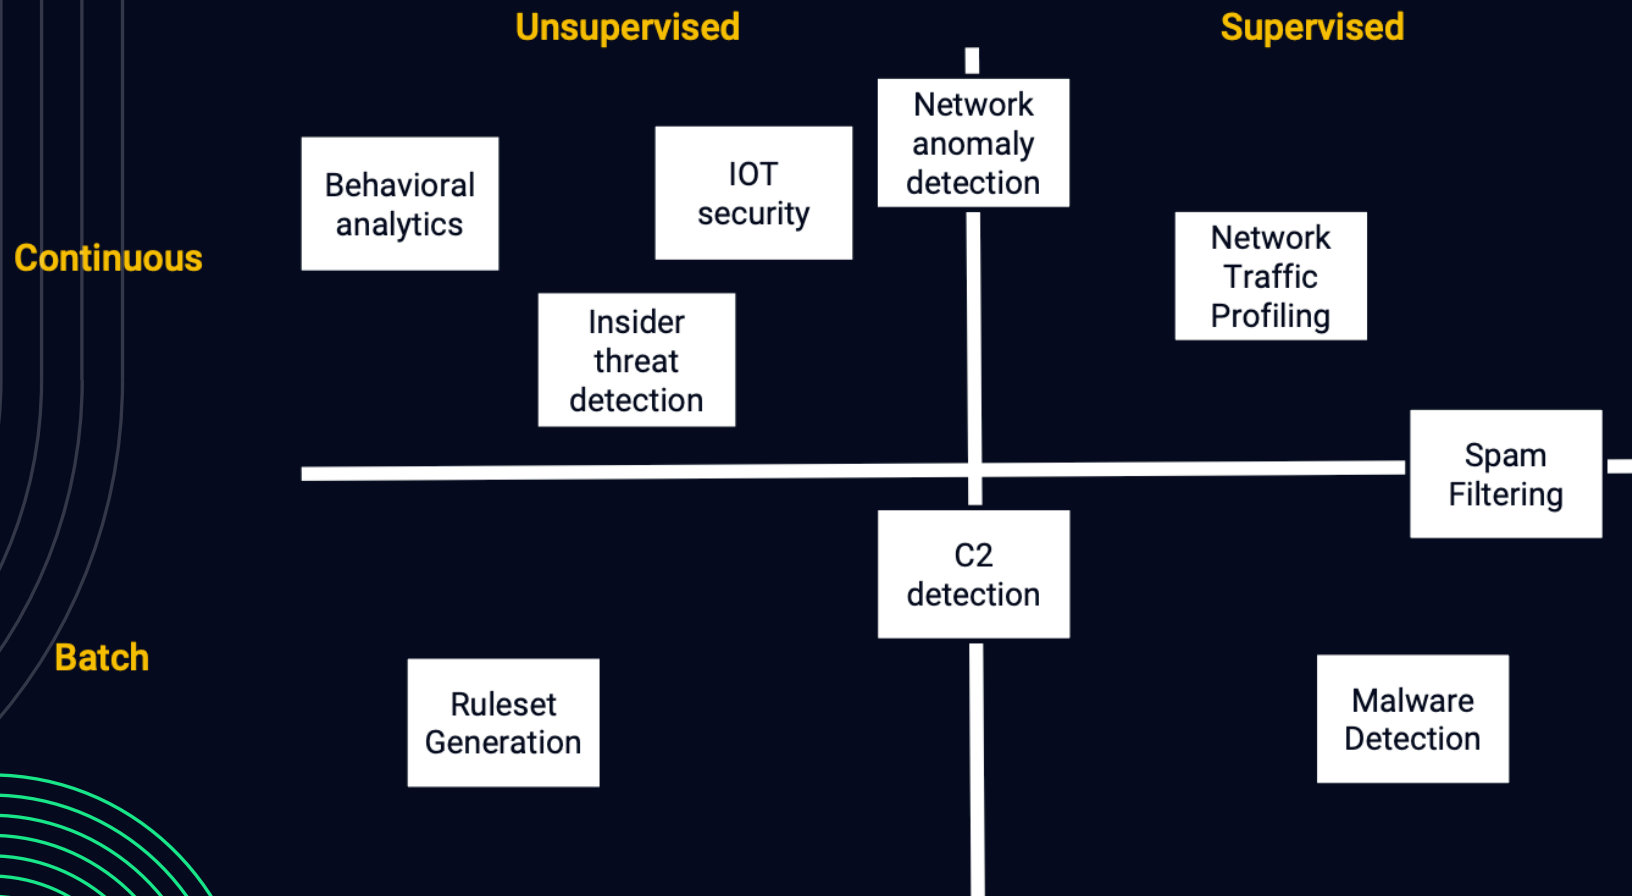 Unsupervised
Supervised
Network
anomaly
detection
IOT
security
Behavioral
analytics
Network
Traffic
Profiling
Continuous
Insider
threat
detection
Spam
Filtering
C2
detection
Batch
Ruleset
Generation
Malware
Detection